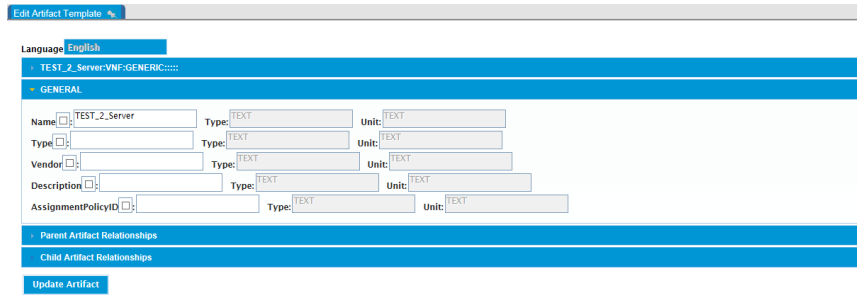 Edit Artifact Template
Language English
TEST_2_Server:VNF:GENERIC:::::
GENERAL
Name : TEST_2_Server Type: TEXT Unit: TEXT
Type : Type: TEXT Unit: TEXT
Vendor : Type: TEXT Unit: TEXT
Description : Type: TEXT Unit: TEXT
AssignmentPolicyID : Type: TEXT Unit: TEXT
Parent Artifact Relationships
Child Artifact Relationships
Update Artifact